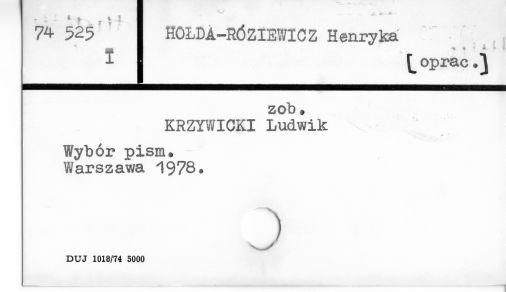 74 525
I
HOŁDA-RÓZIEWICZ Henryka
[oprac.]
zob.
KRZYWICKI Ludwik
Wybór pism.
Warszawa 1978.
DUJ 1018/74 5000